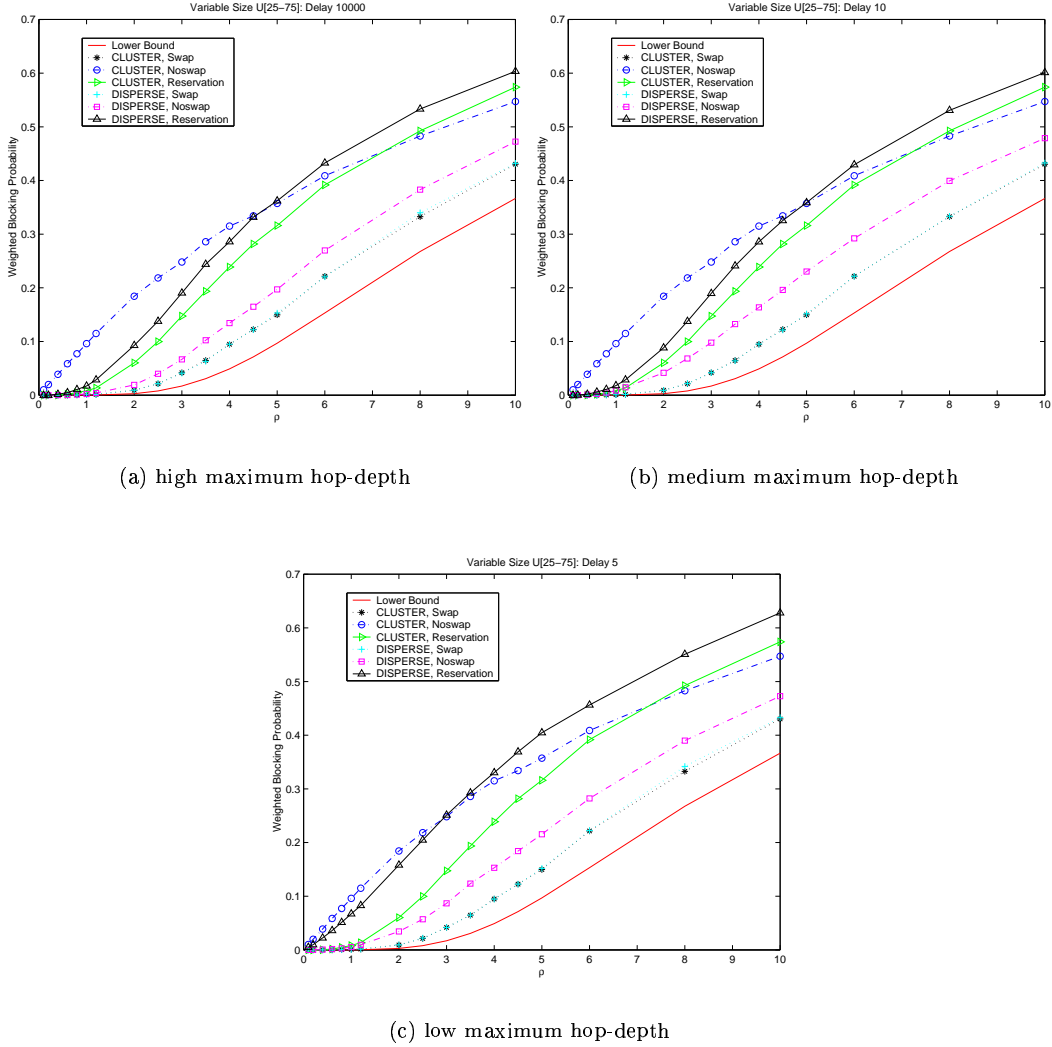 Variable Size U[25−75]: Delay 10000
0.7
0.6
0.5
0.4
0.3
0.2
0.1
0
Weighted Blocking Probability
Lower Bound
CLUSTER, Swap
CLUSTER, Noswap
CLUSTER, Reservation
DISPERSE, Swap
DISPERSE, Noswap
DISPERSE, Reservation
0 1 2 3 4 5 6 7 8 9 10
ρ
(a) high maximum hop-depth
Variable Size U[25−75]: Delay 10
0.7
0.6
0.5
0.4
0.3
0.2
0.1
0
Weighted Blocking Probability
Lower Bound
CLUSTER, Swap
CLUSTER, Noswap
CLUSTER, Reservation
DISPERSE, Swap
DISPERSE, Noswap
DISPERSE, Reservation
0 1 2 3 4 5 6 7 8 9 10
ρ
(b) medium maximum hop-depth
Variable Size U[25−75]: Delay 5
0.7
0.6
0.5
0.4
0.3
0.2
0.1
0
Weighted Blocking Probability
Lower Bound
CLUSTER, Swap
CLUSTER, Noswap
CLUSTER, Reservation
DISPERSE, Swap
DISPERSE, Noswap
DISPERSE, Reservation
0 1 2 3 4 5 6 7 8 9 10
ρ
(c) low maximum hop-depth